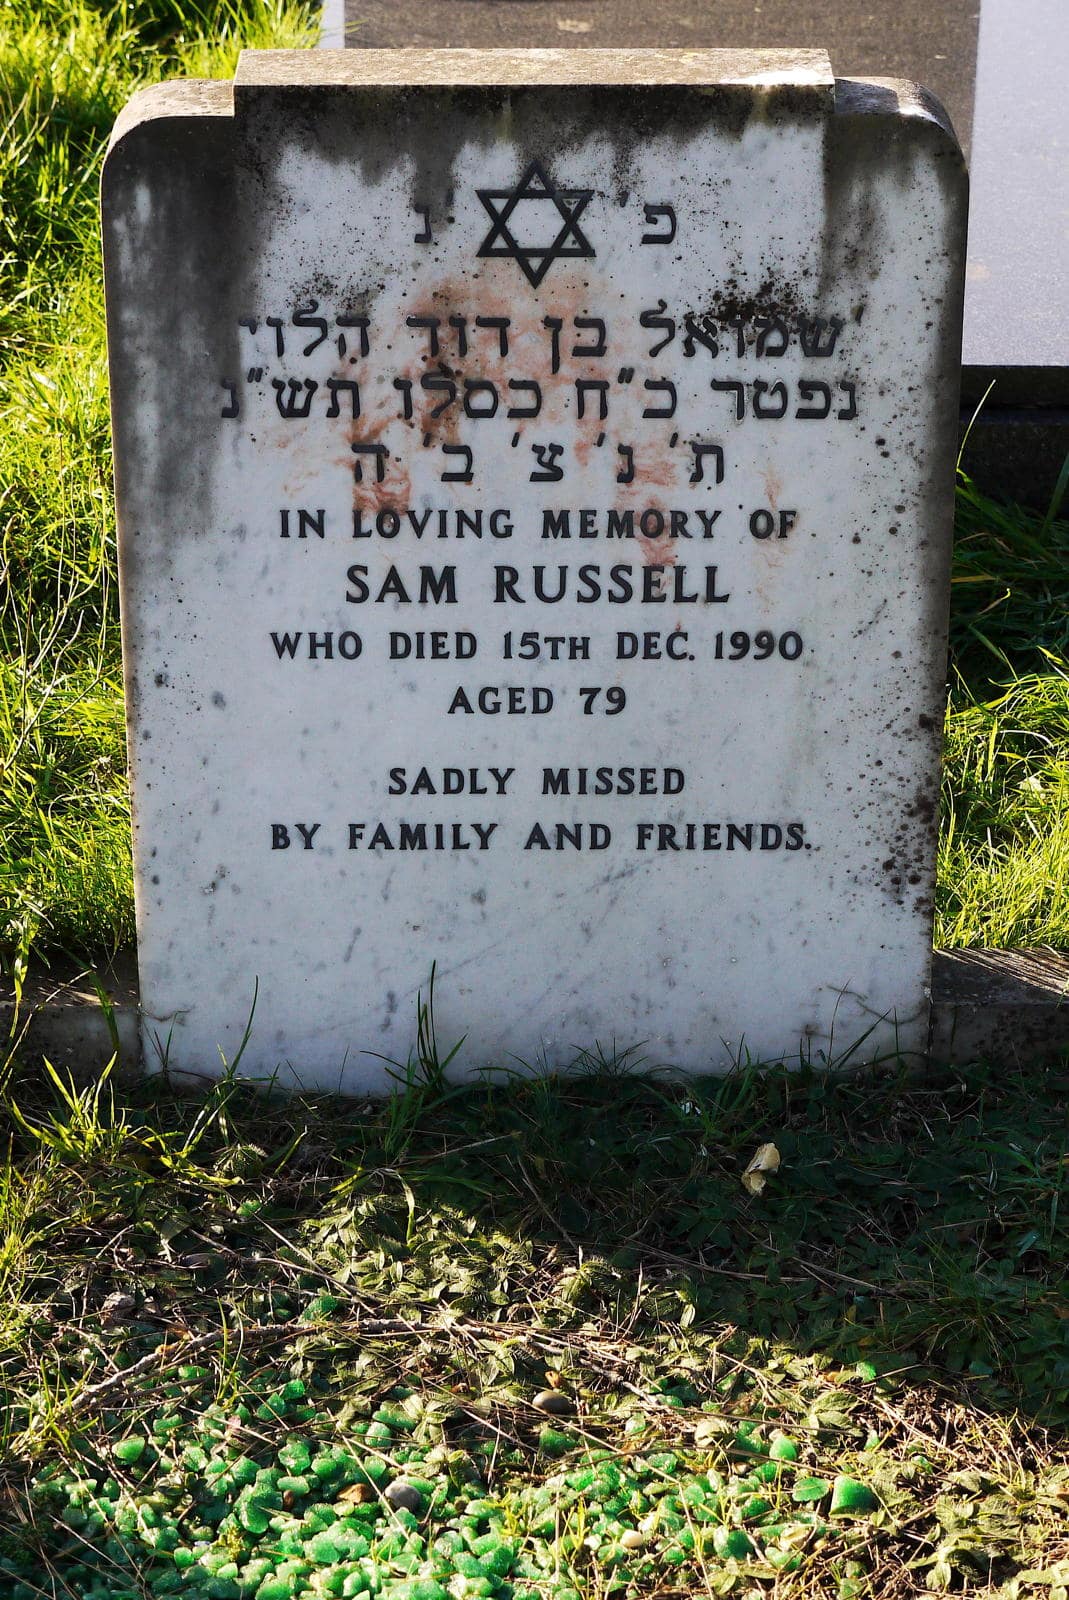 פ' נ'
שמואל בן דוד הלוי
נפטר כ"ח כסלו תש"נ
ת' נ' צ' ב' ה
IN LOVING MEMORY OF
SAM RUSSELL
WHO DIED 15TH DEC. 1990
AGED 79
SADLY MISSED
BY FAMILY AND FRIENDS.